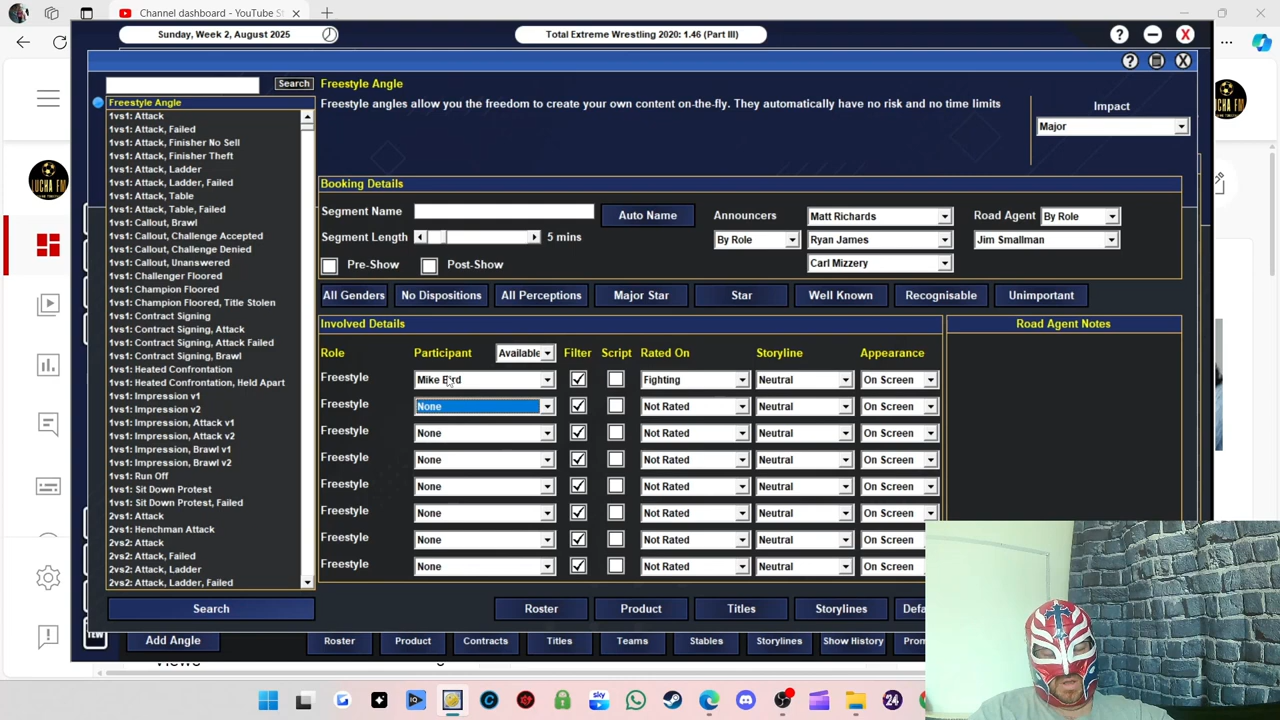 Channel dashboard - YouTube S
Sunday, Week 2, August 2025
Total Extreme Wrestling 2020: 1.46 (Part III)
Search
Freestyle Angle
Freestyle angles allow you the freedom to create your own content on-the-fly. They automatically have no risk and no time limits
Impact
Major
Freestyle Angle
1vs1: Attack
1vs1: Attack, Failed
1vs1: Attack, Finisher No Sell
1vs1: Attack, Finisher Theft
1vs1: Attack, Ladder
1vs1: Attack, Ladder, Failed
1vs1: Attack, Table
1vs1: Attack, Table, Failed
1vs1: Callout, Brawl
1vs1: Callout, Challenge Accepted
1vs1: Callout, Challenge Denied
1vs1: Callout, Unanswered
1vs1: Challenger Floored
1vs1: Champion Floored
1vs1: Champion Floored, Title Stolen
1vs1: Contract Signing
1vs1: Contract Signing, Attack
1vs1: Contract Signing, Attack Failed
1vs1: Contract Signing, Brawl
1vs1: Heated Confrontation
1vs1: Heated Confrontation, Held Apart
1vs1: Impression v1
1vs1: Impression v2
1vs1: Impression, Attack v1
1vs1: Impression, Attack v2
1vs1: Impression, Brawl v1
1vs1: Impression, Brawl v2
1vs1: Run Off
1vs1: Sit Down Protest
1vs1: Sit Down Protest, Failed
2vs1: Attack
2vs1: Henchman Attack
2vs2: Attack
2vs2: Attack, Failed
2vs2: Attack, Ladder
2vs2: Attack, Ladder, Failed
Search
Booking Details
Segment Name
Auto Name
Announcers
Matt Richards
Road Agent
By Role
Segment Length
5 mins
By Role
Ryan James
Jim Smallman
Pre-Show
Post-Show
Carl Mizzery
All Genders
No Dispositions
All Perceptions
Major Star
Star
Well Known
Recognisable
Unimportant
Involved Details
Road Agent Notes
Role
Participant
Available
Filter
Script
Rated On
Storyline
Appearance
Freestyle
Mike Bird
Fighting
Neutral
On Screen
Freestyle
None
Not Rated
Neutral
On Screen
Freestyle
None
Not Rated
Neutral
On Screen
Freestyle
None
Not Rated
Neutral
On Screen
Freestyle
None
Not Rated
Neutral
On Screen
Freestyle
None
Not Rated
Neutral
On Screen
Freestyle
None
Not Rated
Neutral
On Screen
Freestyle
None
Not Rated
Neutral
On Screen
Roster
Product
Titles
Storylines
Defa
Add Angle
Roster
Product
Contracts
Titles
Teams
Stables
Storylines
Show History
Prom
LUCHA FM
sky
24